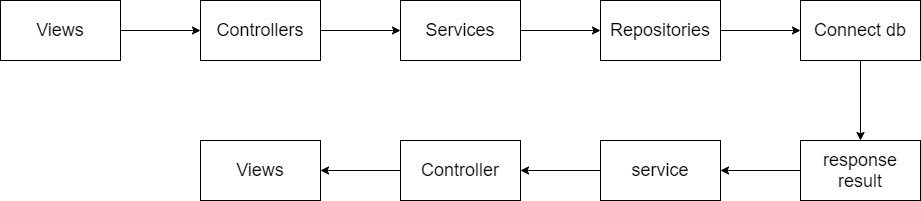 Views
Controllers
Services
Repositories
Connect db
Views
Controller
service
response
result